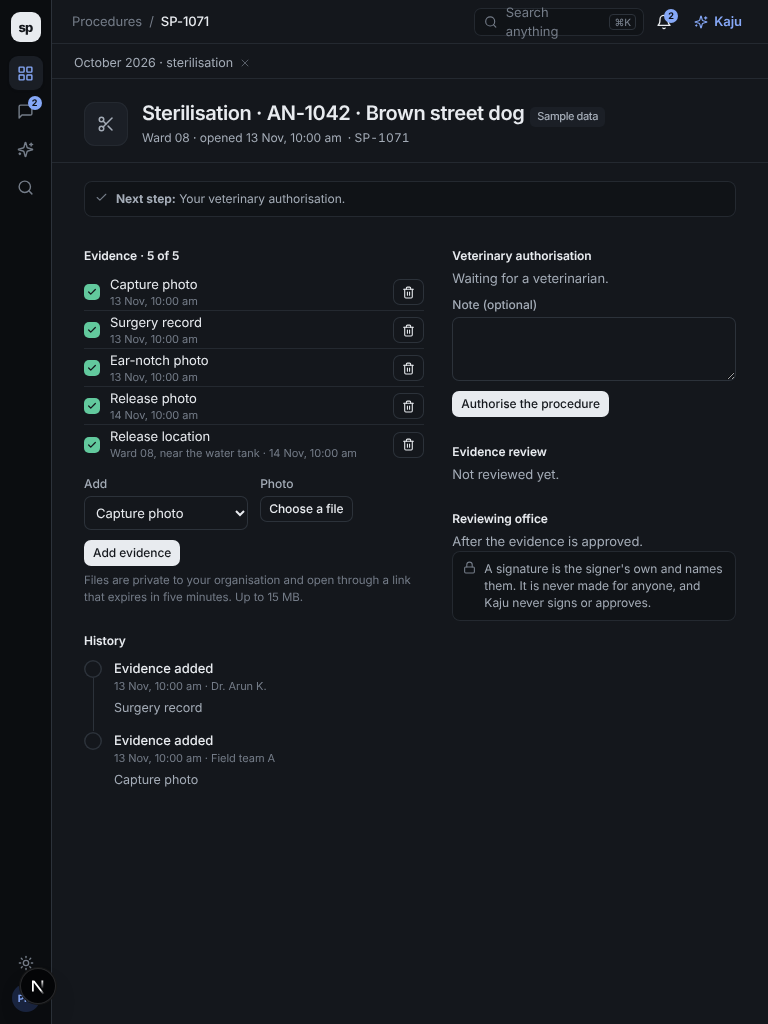 sp
Procedures / SP-1071
Search anything
⌘K
2
Kaju
2
October 2026 · sterilisation ×
Sterilisation · AN-1042 · Brown street dog
Sample data
Ward 08 · opened 13 Nov, 10:00 am · SP-1071
Next step: Your veterinary authorisation.
Evidence · 5 of 5
Capture photo
13 Nov, 10:00 am
Surgery record
13 Nov, 10:00 am
Ear-notch photo
13 Nov, 10:00 am
Release photo
14 Nov, 10:00 am
Release location
Ward 08, near the water tank · 14 Nov, 10:00 am
Add
Photo
Capture photo
Choose a file
Add evidence
Files are private to your organisation and open through a link
that expires in five minutes. Up to 15 MB.
History
Evidence added
13 Nov, 10:00 am · Dr. Arun K.
Surgery record
Evidence added
13 Nov, 10:00 am · Field team A
Capture photo
Veterinary authorisation
Waiting for a veterinarian.
Note (optional)
Authorise the procedure
Evidence review
Not reviewed yet.
Reviewing office
After the evidence is approved.
A signature is the signer's own and names
them. It is never made for anyone, and
Kaju never signs or approves.
N